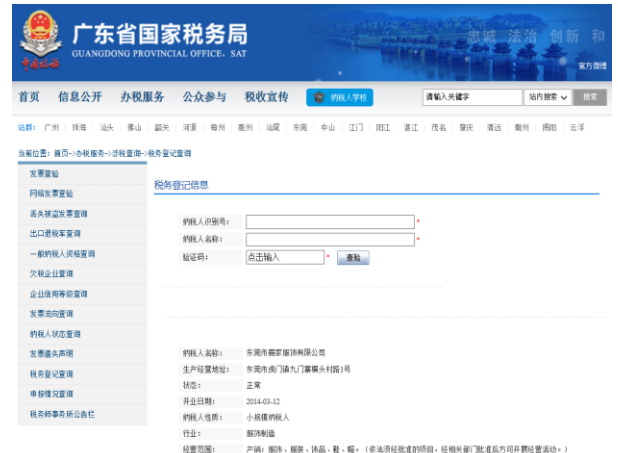 广东省国家税务局
GUANGDONG PROVINCIAL OFFICE. SAT
忠诚 法治 创新 和
官方微博
首页 信息公开 办税服务 公众参与 税收宣传 纳税人学校 请输入关键字 站内搜索 搜索
站群: 广州 珠海 汕头 佛山 韶关 河源 梅州 惠州 汕尾 东莞 中山 江门 阳江 湛江 茂名 肇庆 清远 潮州 揭阳 云浮
当前位置: 首页->办税服务->涉税查询->税务登记查询
发票查验
网络发票查验
丢失被盗发票查询
出口退税率查询
一般纳税人资格查询
欠税企业查询
企业信用等级查询
发票流向查询
纳税人状态查询
发票遗失声明
税务登记查询
申报情况查询
税务师事务所公告栏
税务登记信息
纳税人识别号: *
纳税人名称: *
验证码: 点击输入 * 查验
纳税人名称: 东莞市 家服饰有限公司
生产经营地址: 东莞市虎门镇九门寨横头村路1号
状态: 正常
开业日期: 2014-03-12
纳税人性质: 小规模纳税人
行业: 服饰制造
经营范围: 产销: 服饰、服装、饰品、鞋、帽。(依法须经批准的项目,经相关部门批准后方可开展经营活动。)